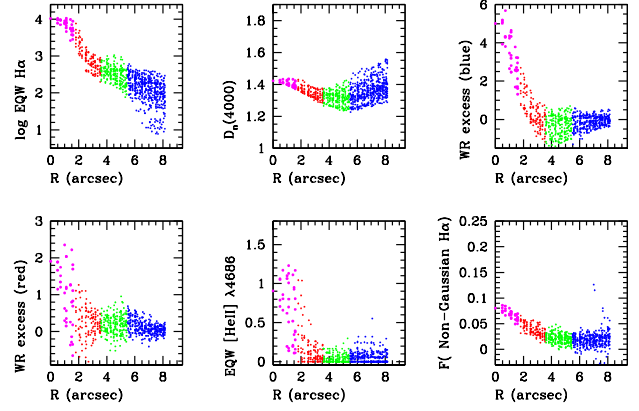 4
3
2
1
log EQW Hα
0 2 4 6 8
R (arcsec)
1.8
1.6
1.4
1.2
1
Dn(4000)
0 2 4 6 8
R (arcsec)
6
4
2
0
WR excess (blue)
0 2 4 6 8
R (arcsec)
3
2
1
0
WR excess (red)
0 2 4 6 8
R (arcsec)
1.5
1
0.5
0
EQW [HeII] λ4686
0 2 4 6 8
R (arcsec)
0.25
0.2
0.15
0.1
0.05
0
F( Non-Gaussian Hα)
0 2 4 6 8
R (arcsec)